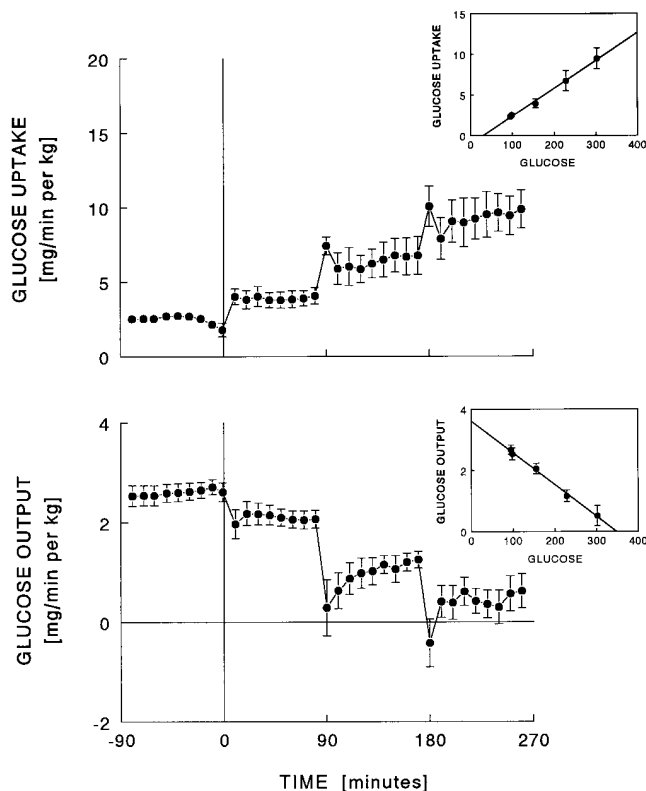 GLUCOSE UPTAKE
[mg/min per kg]
20
15
10
5
0
GLUCOSE UPTAKE
15
10
5
0
0 100 200 300 400
GLUCOSE
GLUCOSE OUTPUT
[mg/min per kg]
4
2
0
-2
GLUCOSE OUTPUT
4
2
0
0 100 200 300 400
GLUCOSE
-90 0 90 180 270
TIME [minutes]